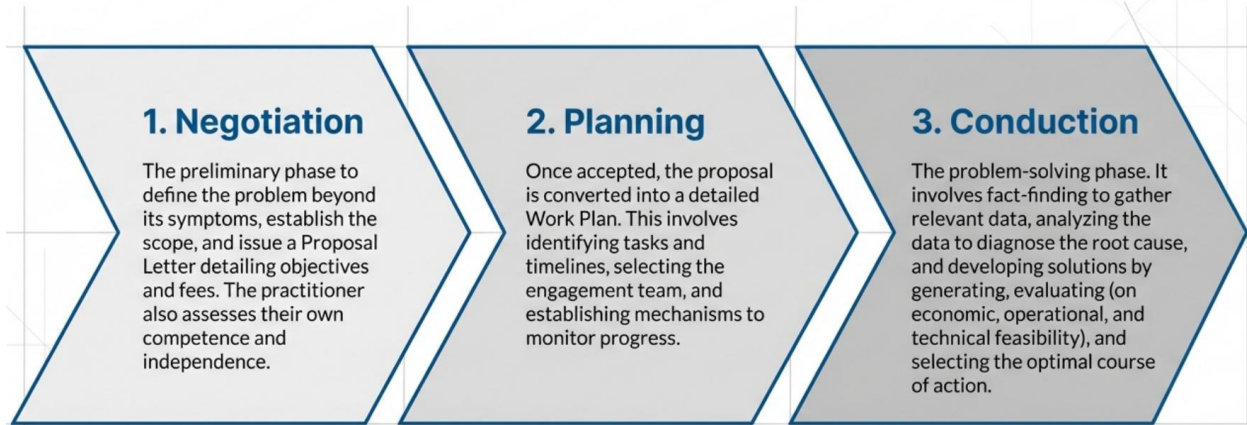 1. Negotiation
The preliminary phase to
define the problem beyond
its symptoms, establish the
scope, and issue a Proposal
Letter detailing objectives
and fees. The practitioner
also assesses their own
competence and
independence.
2. Planning
Once accepted, the proposal
is converted into a detailed
Work Plan. This involves
identifying tasks and
timelines, selecting the
engagement team, and
establishing mechanisms to
monitor progress.
3. Conduction
The problem-solving phase. It
involves fact-finding to gather
relevant data, analyzing the
data to diagnose the root cause,
and developing solutions by
generating, evaluating (on
economic, operational, and
technical feasibility), and
selecting the optimal course
of action.